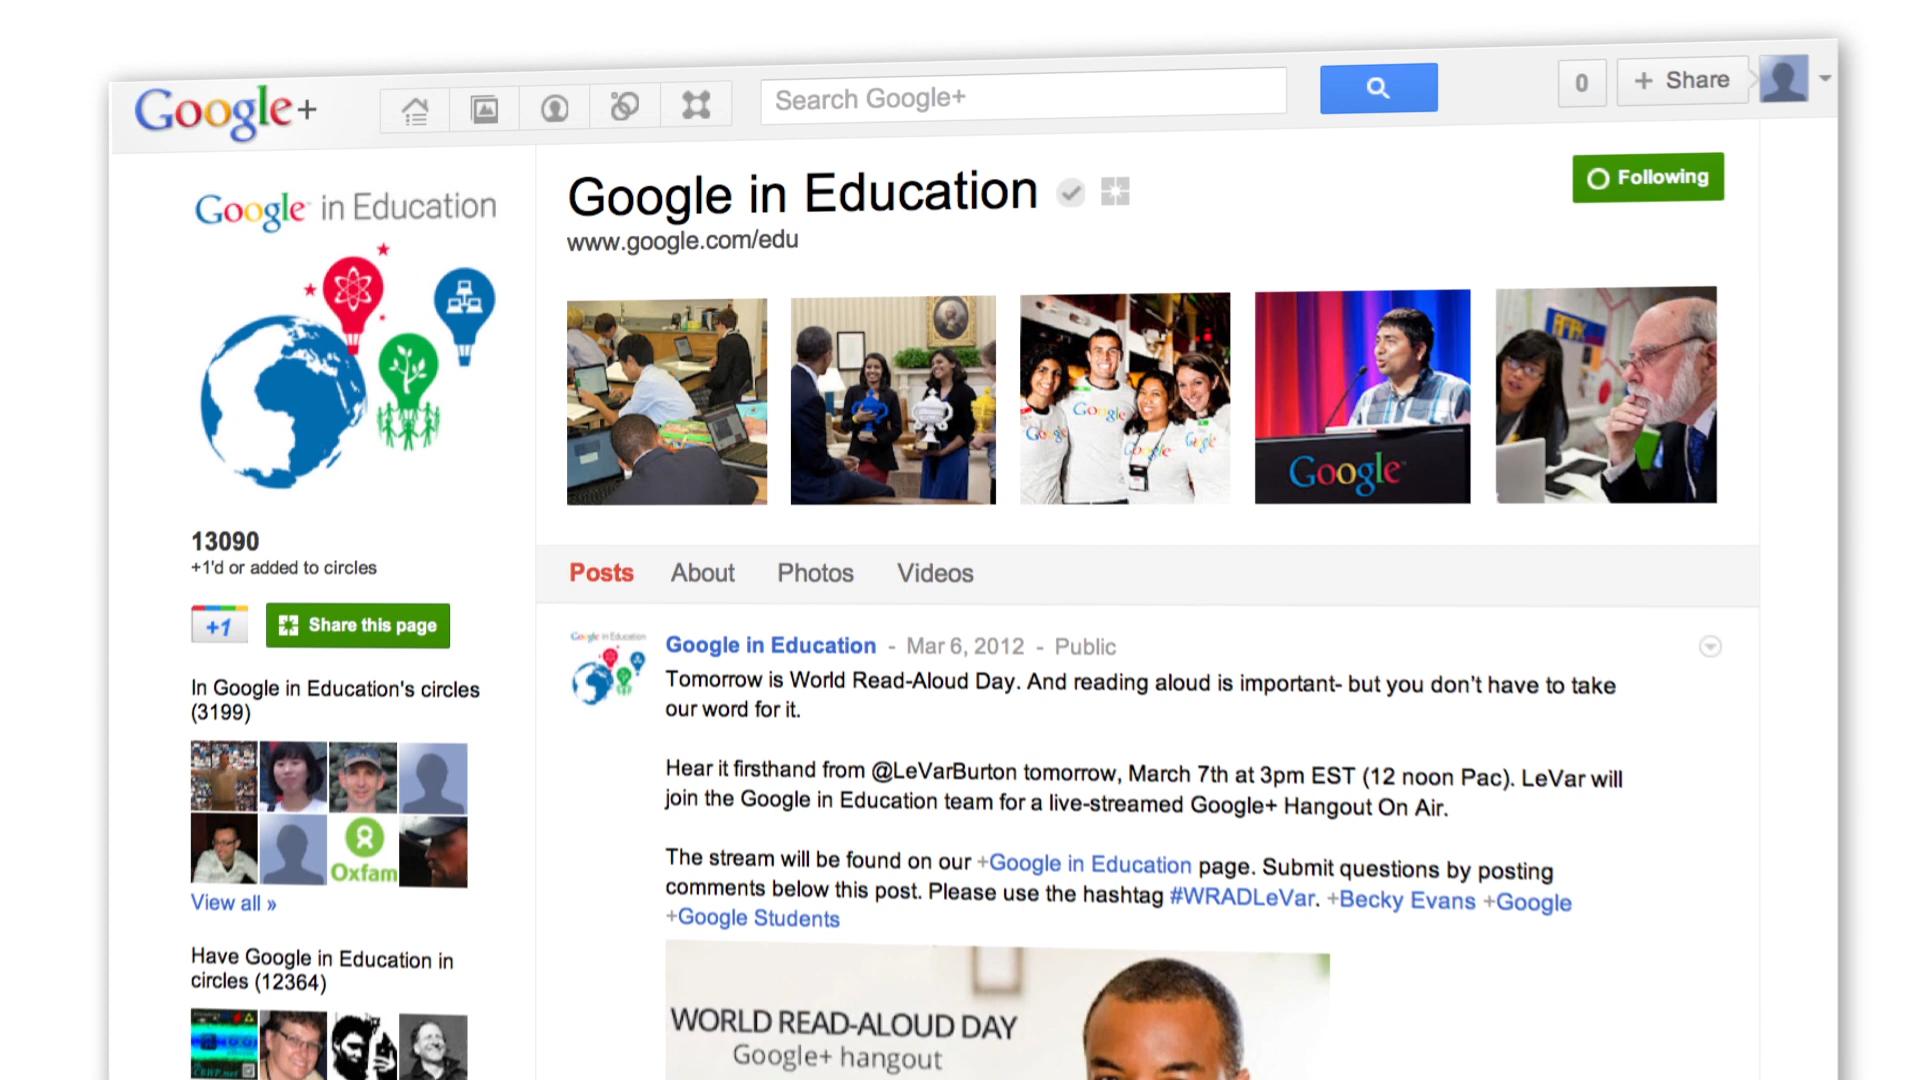 Google+
Search Google+
0
+ Share
Google in Education
Google in Education
www.google.com/edu
Following
Google
Google
Google
Google
Google
13090
+1'd or added to circles
+1
Share this page
In Google in Education's circles
(3199)
Oxfam
View all »
Have Google in Education in
circles (12364)
Posts About Photos Videos
Google in Education
Google in Education - Mar 6, 2012 - Public
Tomorrow is World Read-Aloud Day. And reading aloud is important- but you don't have to take
our word for it.
Hear it firsthand from @LeVarBurton tomorrow, March 7th at 3pm EST (12 noon Pac). LeVar will
join the Google in Education team for a live-streamed Google+ Hangout On Air.
The stream will be found on our +Google in Education page. Submit questions by posting
comments below this post. Please use the hashtag #WRADLeVar. +Becky Evans +Google
+Google Students
WORLD READ-ALOUD DAY
Google+ hangout